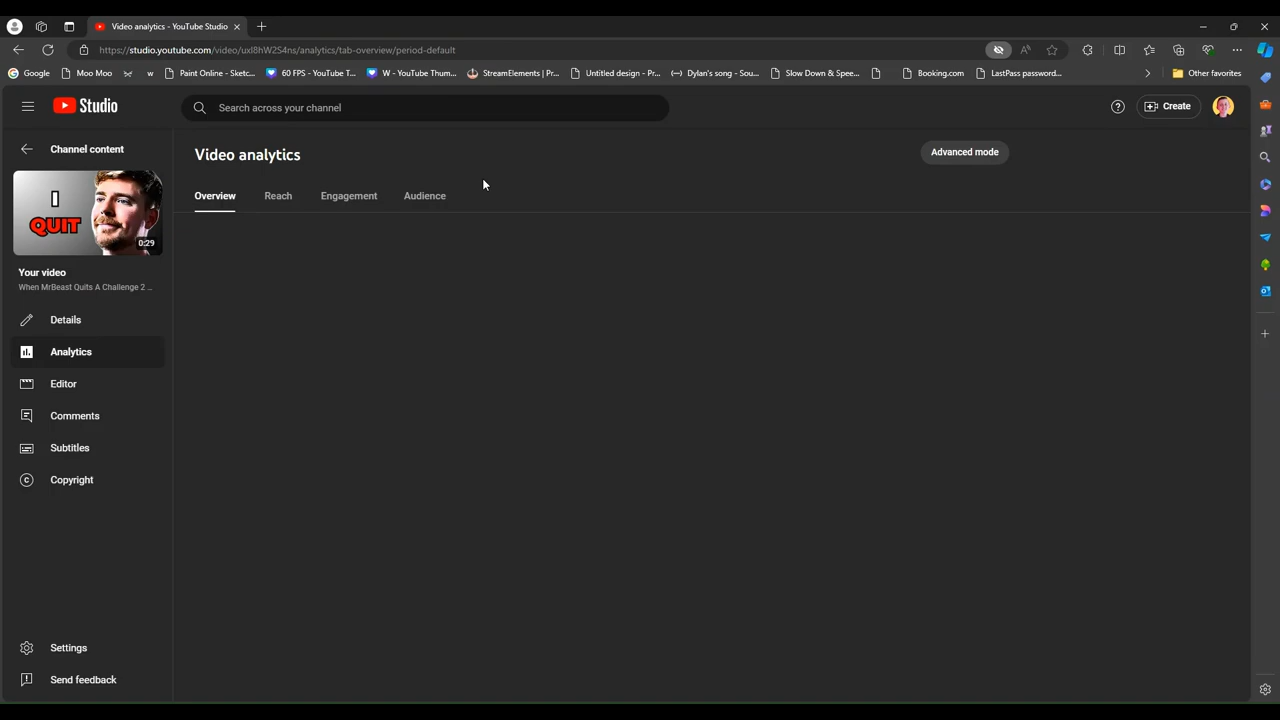 Video analytics - YouTube Studio
https://studio.youtube.com/video/uxl8hW2S4ns/analytics/tab-overview/period-default
Google Moo Moo w Paint Online - Sketc... 60 FPS - YouTube T... W - YouTube Thum... StreamElements | Pr... Untitled design - Pr... Dylan's song - Sou... Slow Down & Spee... Booking.com LastPass password... Other favorites
Studio
Search across your channel
Create
Channel content
Video analytics
Advanced mode
Overview Reach Engagement Audience
I
QUIT
0:29
Your video
When MrBeast Quits A Challenge 2 ...
Details
Analytics
Editor
Comments
Subtitles
Copyright
Settings
Send feedback